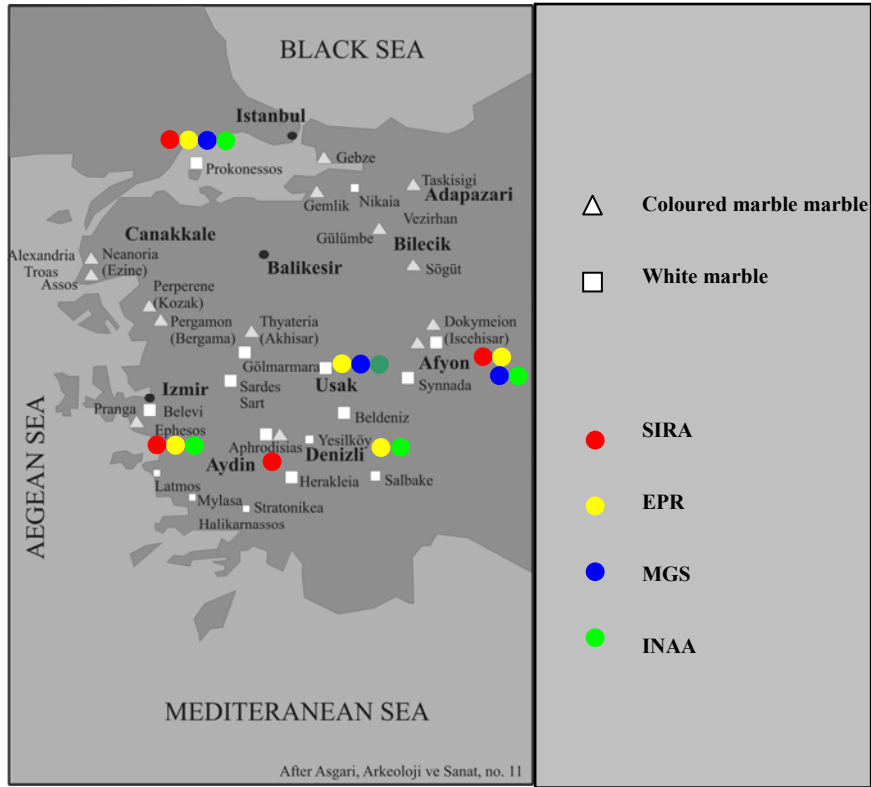 BLACK SEA
Istanbul
Gebze
Prokonessos
Taskisigi
Adapazari
Nikaia
Gemlik
Vezirhan
Canakkale
Gülümbe
Bilecik
Alexandria
Troas
Neanoria
(Ezine)
Balikesir
Sögüt
Assos
Perperene
(Kozak)
Pergamon
(Bergama)
Thyateria
(Akhisar)
Dokymeion
(Iscehisar)
Gölmarmara
Afyon
Usak
Synnada
Izmir
Sardes
Sart
Pranga
Belevi
Beldeniz
Ephesos
Aphrodisias
Yesilköy
Aydin
Denizli
Latmos
Herakleia
Salbake
Mylasa
Stratonikea
Halikarnassos
AEGEAN SEA
MEDITERANEAN SEA
After Asgari, Arkeoloji ve Sanat, no. 11
Coloured marble marble
White marble
SIRA
EPR
MGS
INAA